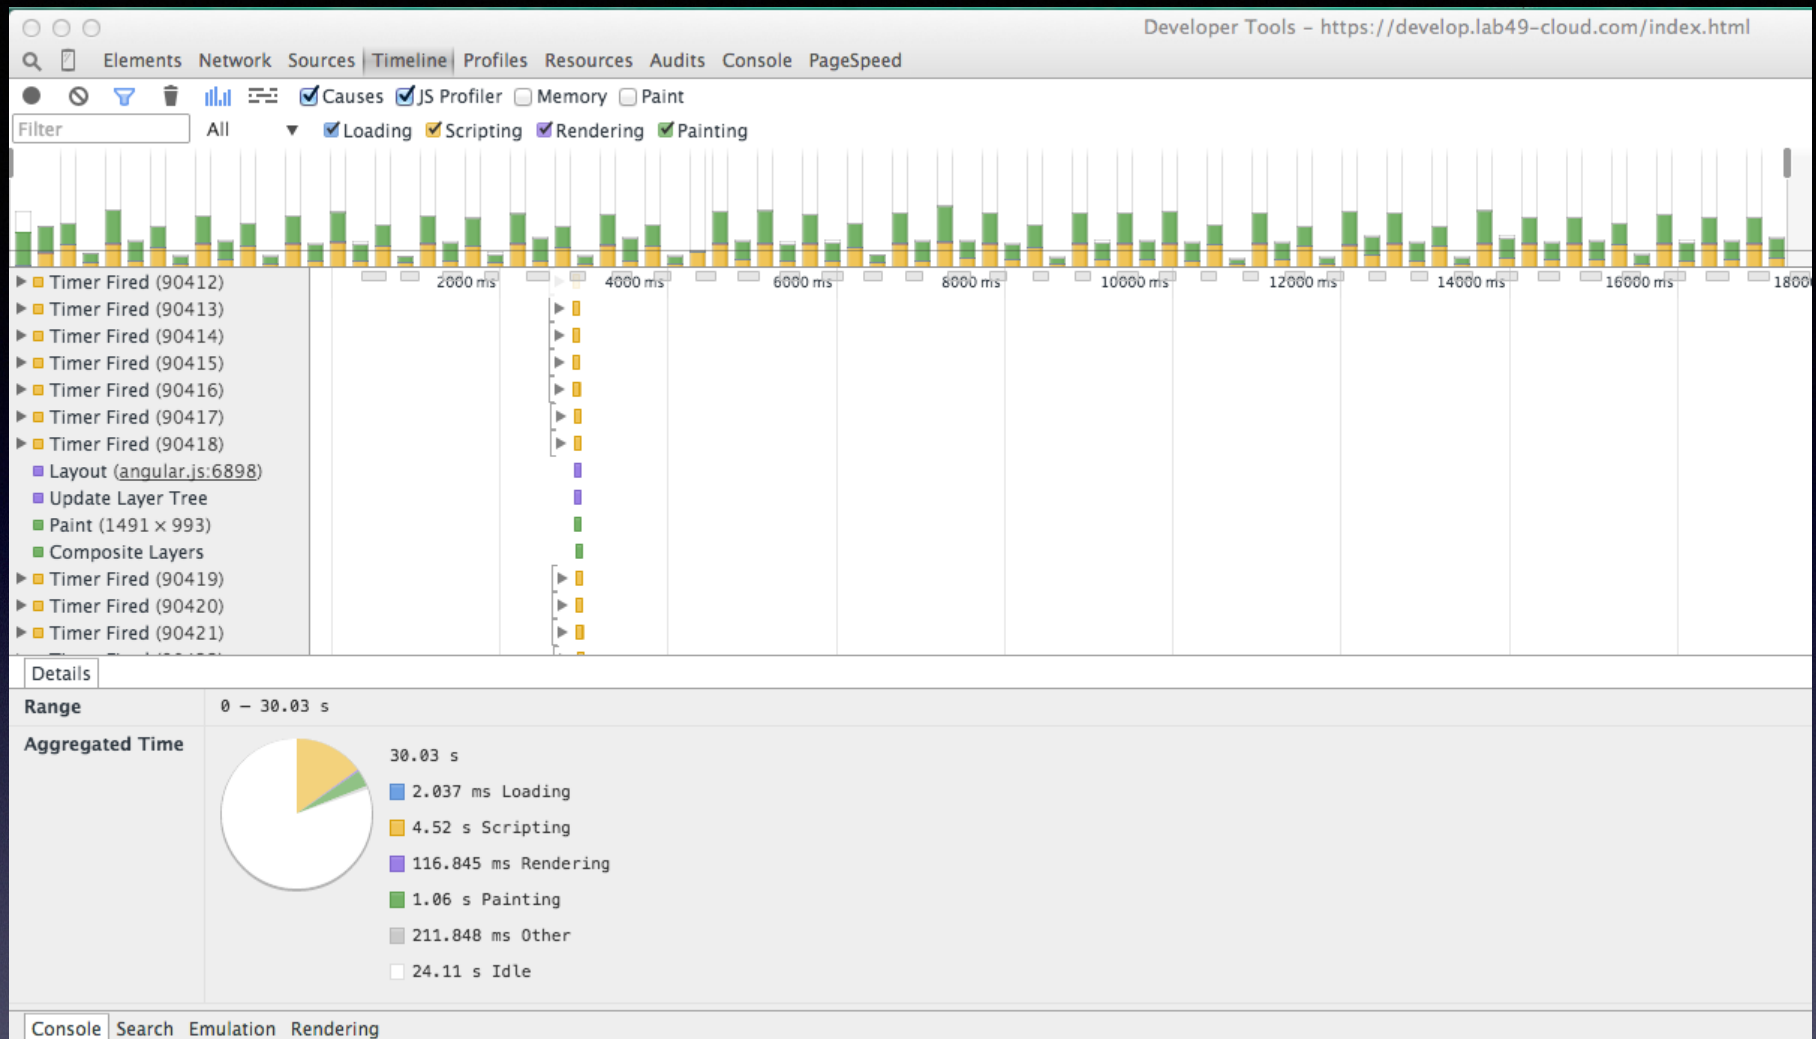 Developer Tools – https://develop.lab49-cloud.com/index.html
Elements Network Sources Timeline Profiles Resources Audits Console PageSpeed
Causes JS Profiler Memory Paint
Filter All Loading Scripting Rendering Painting
2000 ms 4000 ms 6000 ms 8000 ms 10000 ms 12000 ms 14000 ms 16000 ms
Timer Fired (90412)
Timer Fired (90413)
Timer Fired (90414)
Timer Fired (90415)
Timer Fired (90416)
Timer Fired (90417)
Timer Fired (90418)
Layout (angular.js:6898)
Update Layer Tree
Paint (1491 × 993)
Composite Layers
Timer Fired (90419)
Timer Fired (90420)
Timer Fired (90421)
Details
Range 0 – 30.03 s
Aggregated Time
30.03 s
2.037 ms Loading
4.52 s Scripting
116.845 ms Rendering
1.06 s Painting
211.848 ms Other
24.11 s Idle
Console Search Emulation Rendering